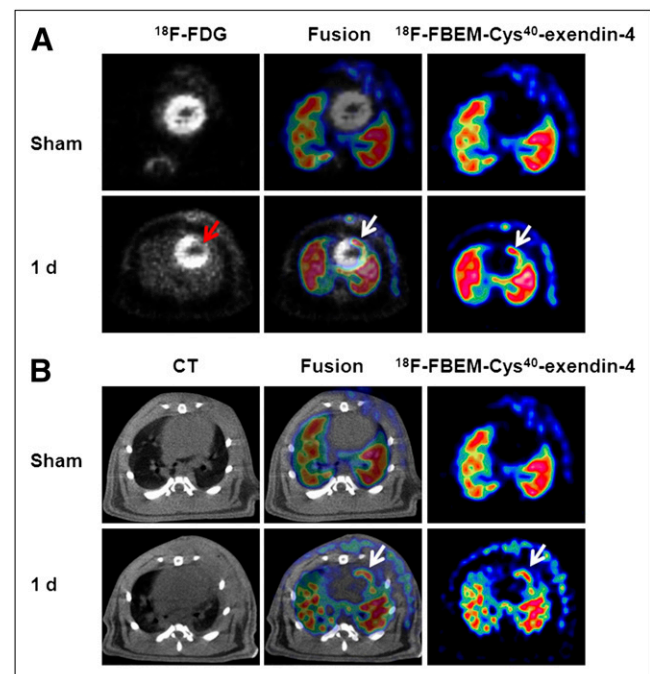 A
¹⁸F-FDG Fusion ¹⁸F-FBEM-Cys⁴⁰-exendin-4
Sham
1 d
B
CT Fusion ¹⁸F-FBEM-Cys⁴⁰-exendin-4
Sham
1 d